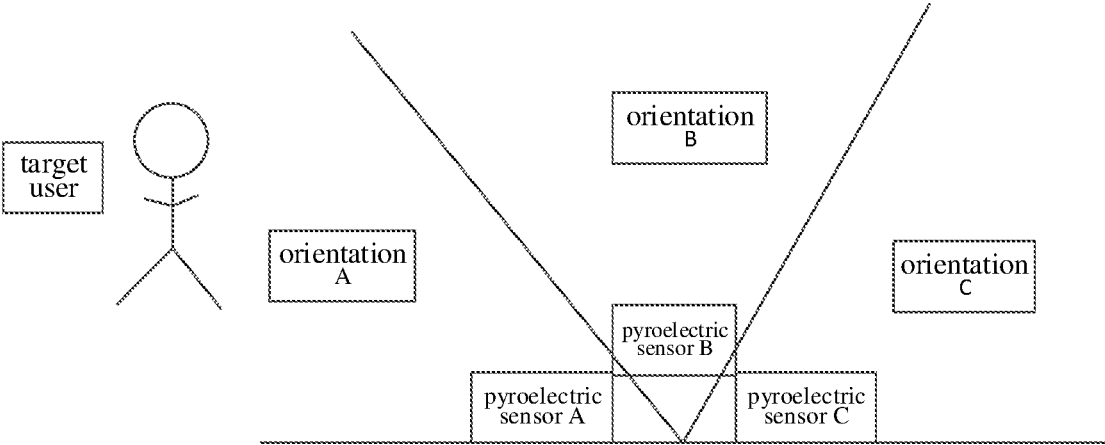 target
user
orientation
A
orientation
B
orientation
C
pyroelectric
sensor B
pyroelectric
sensor A
pyroelectric
sensor C